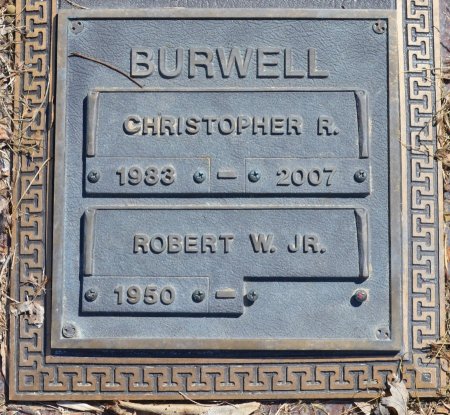 BURWELL
CHRISTOPHER R.
1983 - 2007
ROBERT W. JR.
1950 -